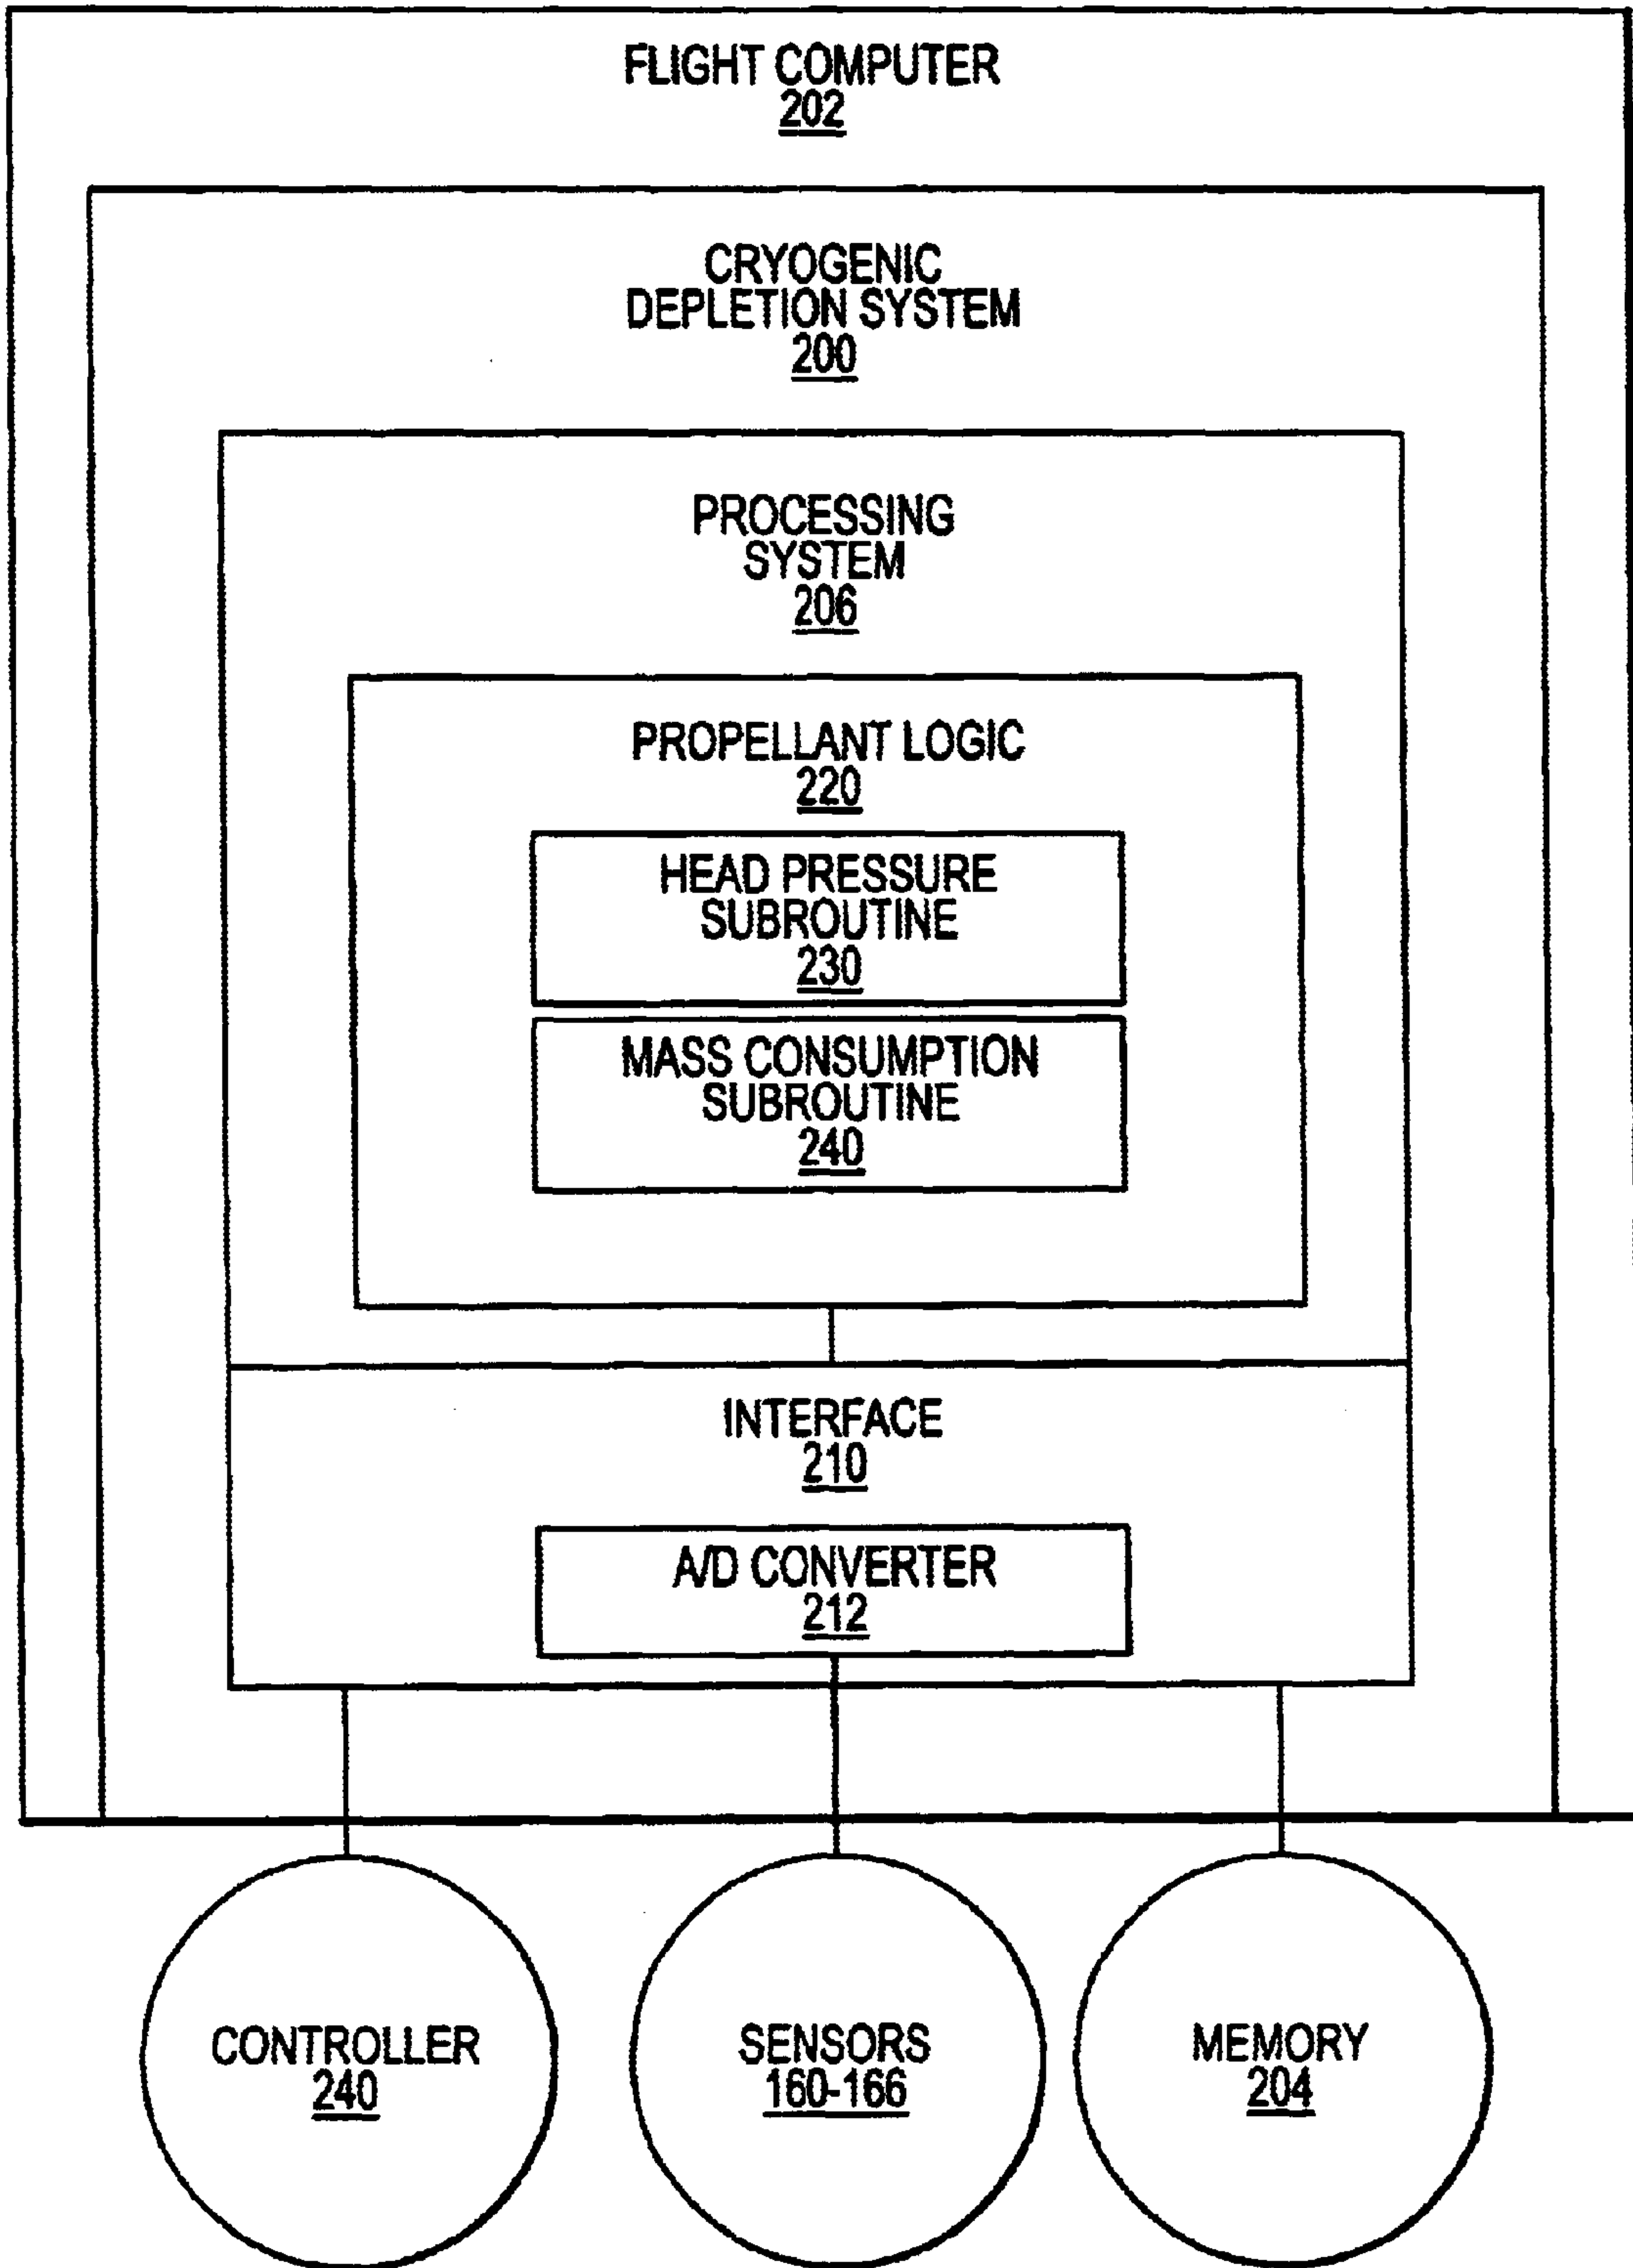 FLIGHT COMPUTER
202
CRYOGENIC
DEPLETION SYSTEM
200
PROCESSING
SYSTEM
206
PROPELLANT LOGIC
220
HEAD PRESSURE
SUBROUTINE
230
MASS CONSUMPTION
SUBROUTINE
240
INTERFACE
210
A/D CONVERTER
212
CONTROLLER
240
SENSORS
160-166
MEMORY
204